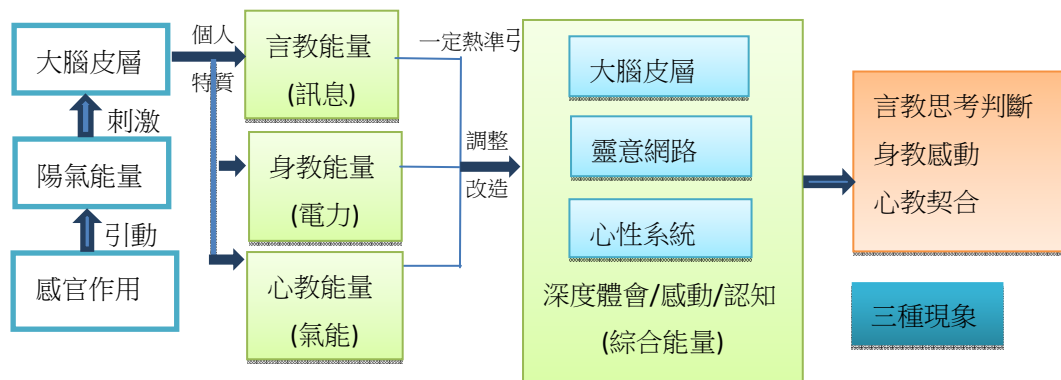 大腦皮層
刺激
陽氣能量
引動
感官作用
個人
特質
言教能量
(訊息)
身教能量
(電力)
心教能量
(氣能)
一定熱準引
調整
改造
大腦皮層
靈意網路
心性系統
深度體會/感動/認知
(綜合能量)
言教思考判斷
身教感動
心教契合
三種現象